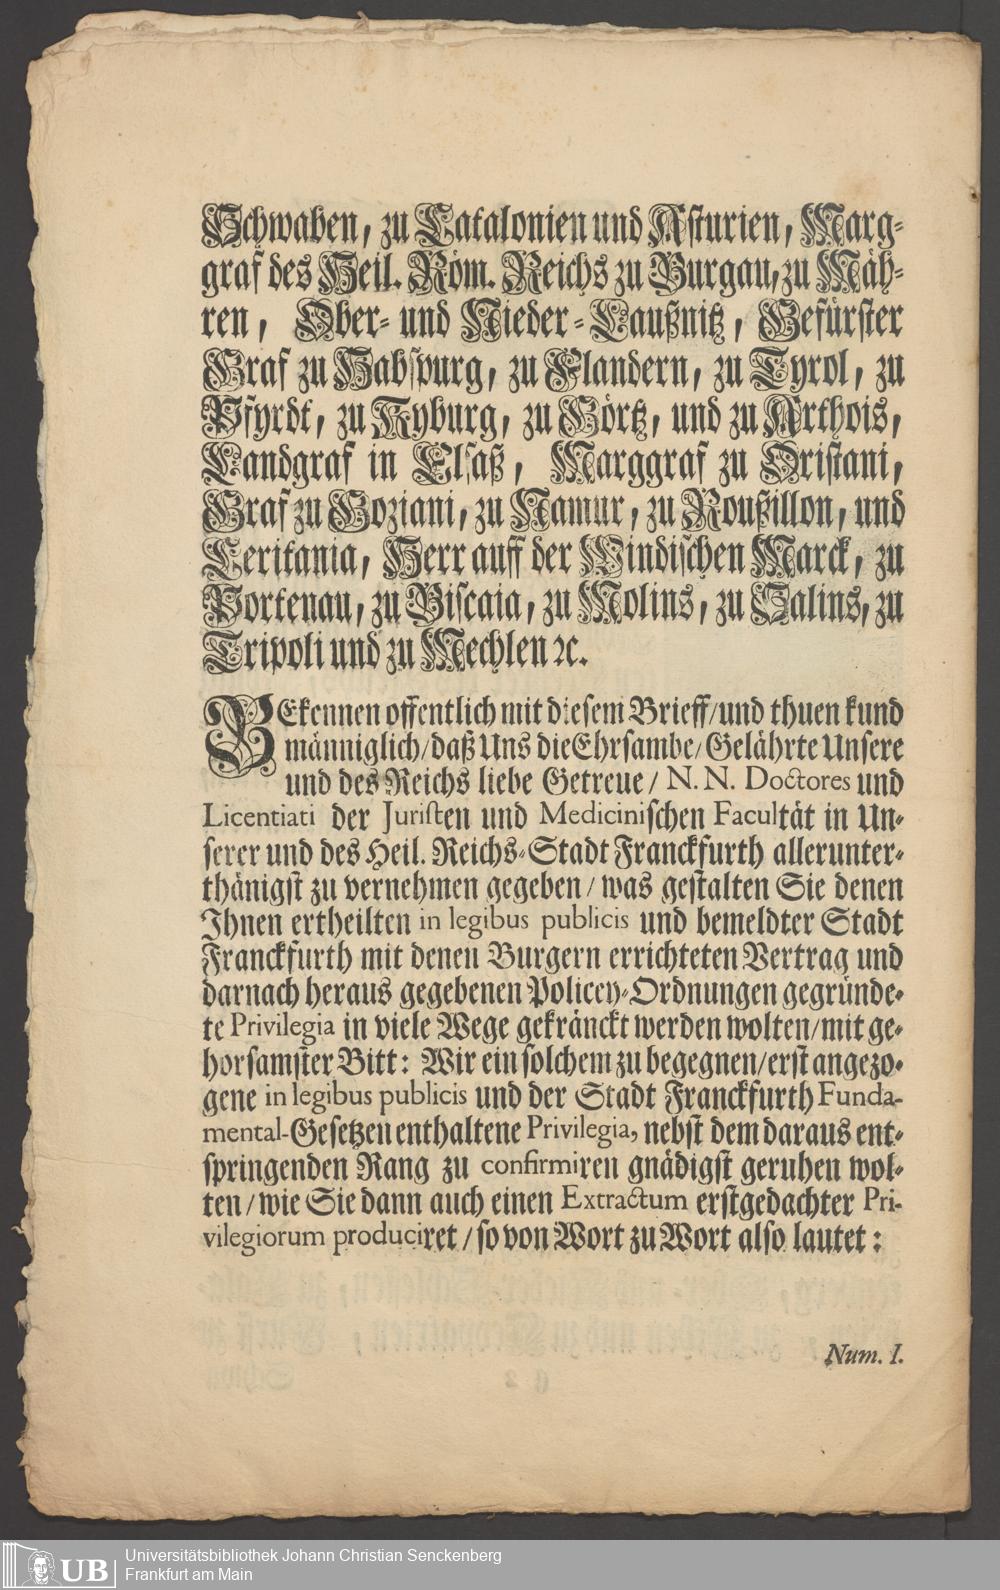 Schwaben, zu Catalonien und Asturien, Marg-
graf des Heil. Röm. Reichs zu Burgau, zu Mäh-
ren, Ober- und Nieder-Laußnitz, Gefürster
Graf zu Habspurg, zu Flandern, zu Tyrol, zu
Pfyrdt, zu Kyburg, zu Görtz, und zu Arthois,
Landgraf in Elsaß, Marggraf zu Oristani,
Graf zu Goziani, zu Namur, zu Roußillon, und
Ceritania, Herr auff der Windischen Marck, zu
Portenau, zu Biscaia, zu Molins, zu Salins, zu
Tripoli und zu Mechlen ꝛc.
BEkennen offentlich mit diesem Brieff/und thuen kund
männiglich/daß Uns die Ehrsambe/Gelährte Unsere
und des Reichs liebe Getreue / N. N. Doctores und
Licentiati der Juristen und Medicinischen Facultät in Un-
serer und des Heil. Reichs-Stadt Franckfurth allerunter-
thänigst zu vernehmen gegeben / was gestalten Sie denen
Ihnen ertheilten in legibus publicis und bemeldter Stadt
Franckfurth mit denen Burgern errichteten Vertrag und
darnach heraus gegebenen Policey-Ordnungen gegründe-
te Privilegia in viele Wege gekränckt werden wolten/mit ge-
horsamster Bitt: Wir ein solchem zu begegnen/erst angezo-
gene in legibus publicis und der Stadt Franckfurth Funda-
mental-Gesetzen enthaltene Privilegia, nebst dem daraus ent-
springenden Rang zu confirmiren gnädigst geruhen wol-
ten / wie Sie dann auch einen Extractum erstgedachter Pri-
vilegiorum produciret / so von Wort zu Wort also lautet:
Num. I.
UB
Universitätsbibliothek Johann Christian Senckenberg
Frankfurt am Main